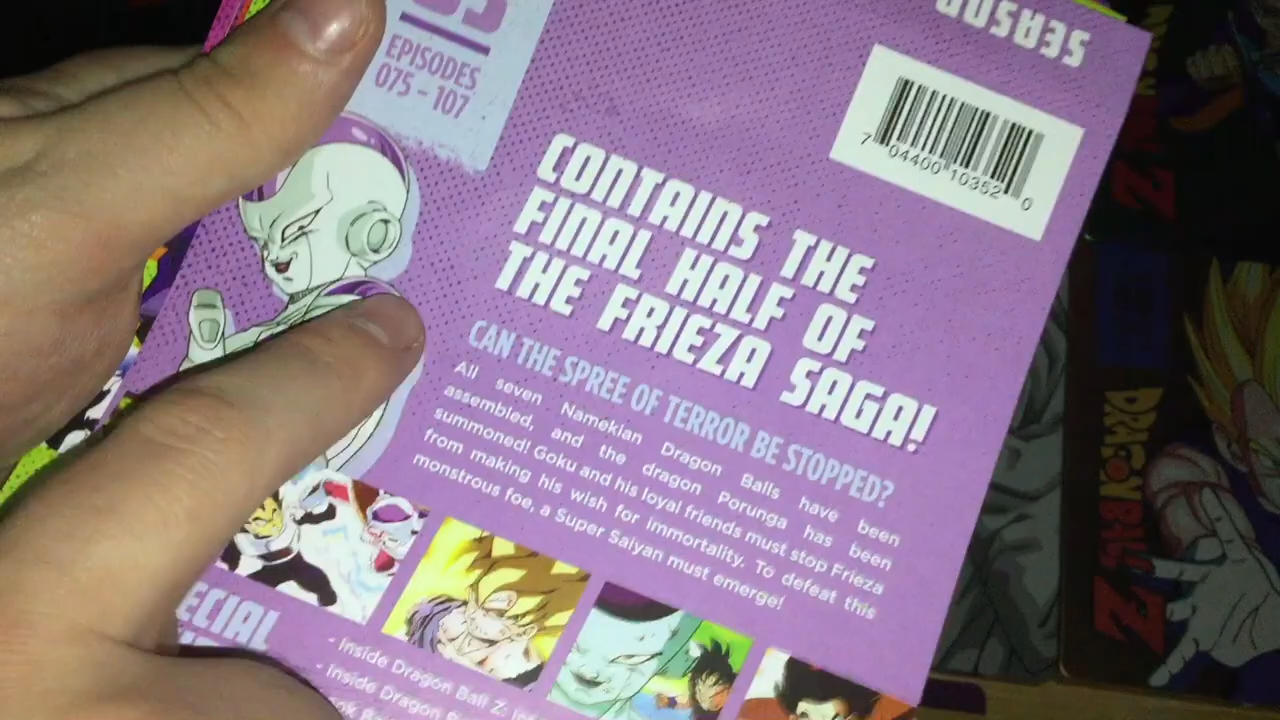 EPISODES
075 - 107
SEASON
7 04400 10352 0
CONTAINS THE
FINAL HALF OF
THE FRIEZA SAGA!
CAN THE SPREE OF TERROR BE STOPPED?
All seven Namekian Dragon Balls have been
assembled, and the dragon Porunga has been
summoned! Goku and his loyal friends must stop Frieza
from making his wish for immortality. To defeat this
monstrous foe, a Super Saiyan must emerge!
- Inside Dragon Ball Z:
- Inside Dragon
DRAGON BALL Z